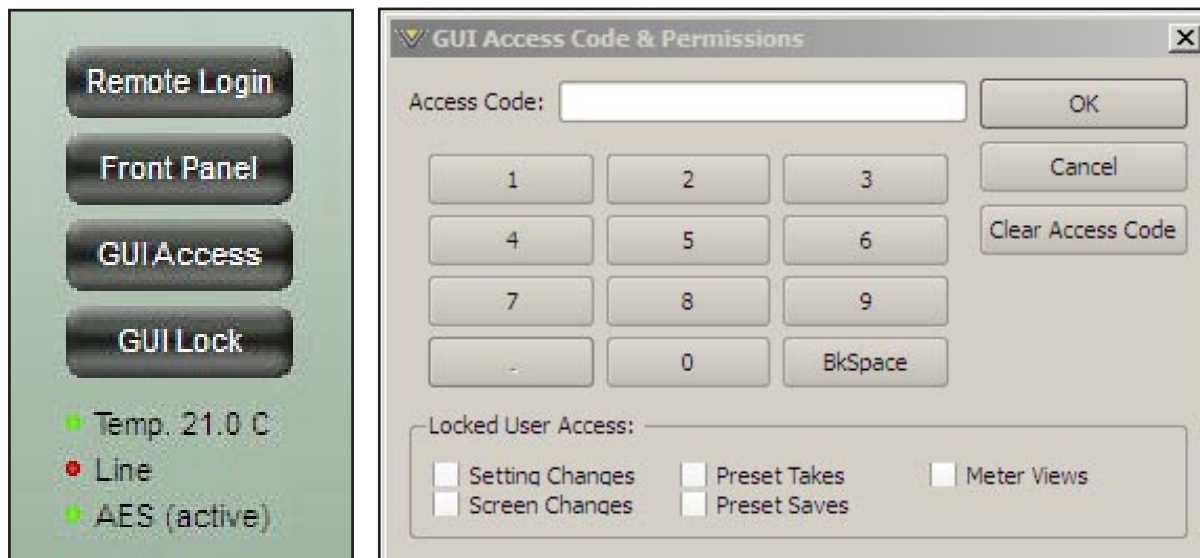 Remote Login
Front Panel
GUI Access
GUI Lock
Temp. 21.0 C
Line
AES (active)
GUI Access Code & Permissions
Access Code:
OK
1 2 3
Cancel
4 5 6
Clear Access Code
7 8 9
. 0 BkSpace
Locked User Access:
Setting Changes Preset Takes Meter Views
Screen Changes Preset Saves